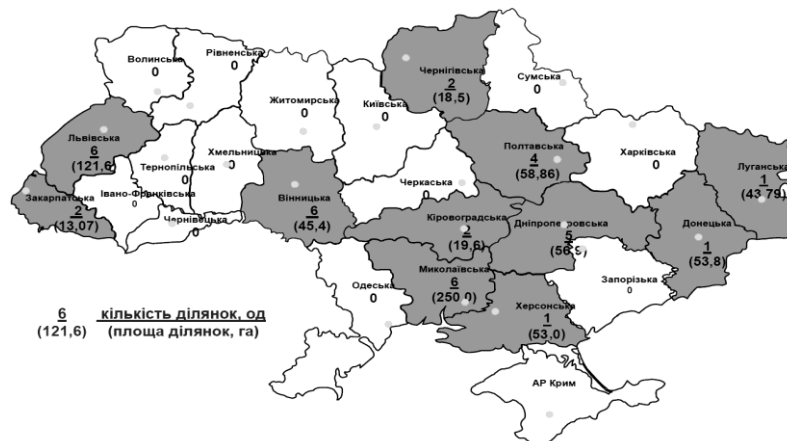 Волинська
0
Рівненська
0
Житомирська
0
Київська
0
Чернігівська
2
(18,5)
Сумська
0
Львівська
6
(121,6
Тернопільська
0
Хмельницька
0
Вінницька
6
(45,4)
Черкаська
0
Полтавська
4
(58,86)
Харківська
0
Луганська
1
(43,79)
Закарпатська
2
(13,07)
Івано-Франківська
0
Чернівецька
0
Кіровоградська
2
(19,6)
Дніпропетровська
5
(56,9)
Донецька
1
(53,8)
Одеська
0
Миколаївська
6
(250,0)
Херсонська
1
(53,0)
Запорізька
0
АР Крим
6 кількість ділянок, од
(121,6) (площа ділянок, га)